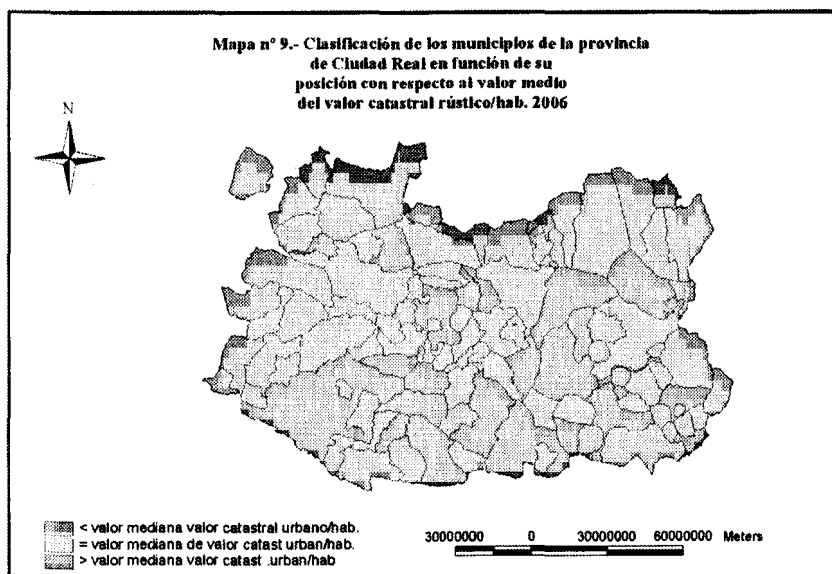 Mapa nº 9.- Clasificación de los municipios de la provincia
de Ciudad Real en función de su
posición con respecto al valor medio
del valor catastral rústico/hab. 2006
N
< valor mediana valor catastral urbano/hab.
= valor mediana de valor catast urban/hab.
> valor mediana valor catast .urban/hab
30000000 0 30000000 60000000 Meters